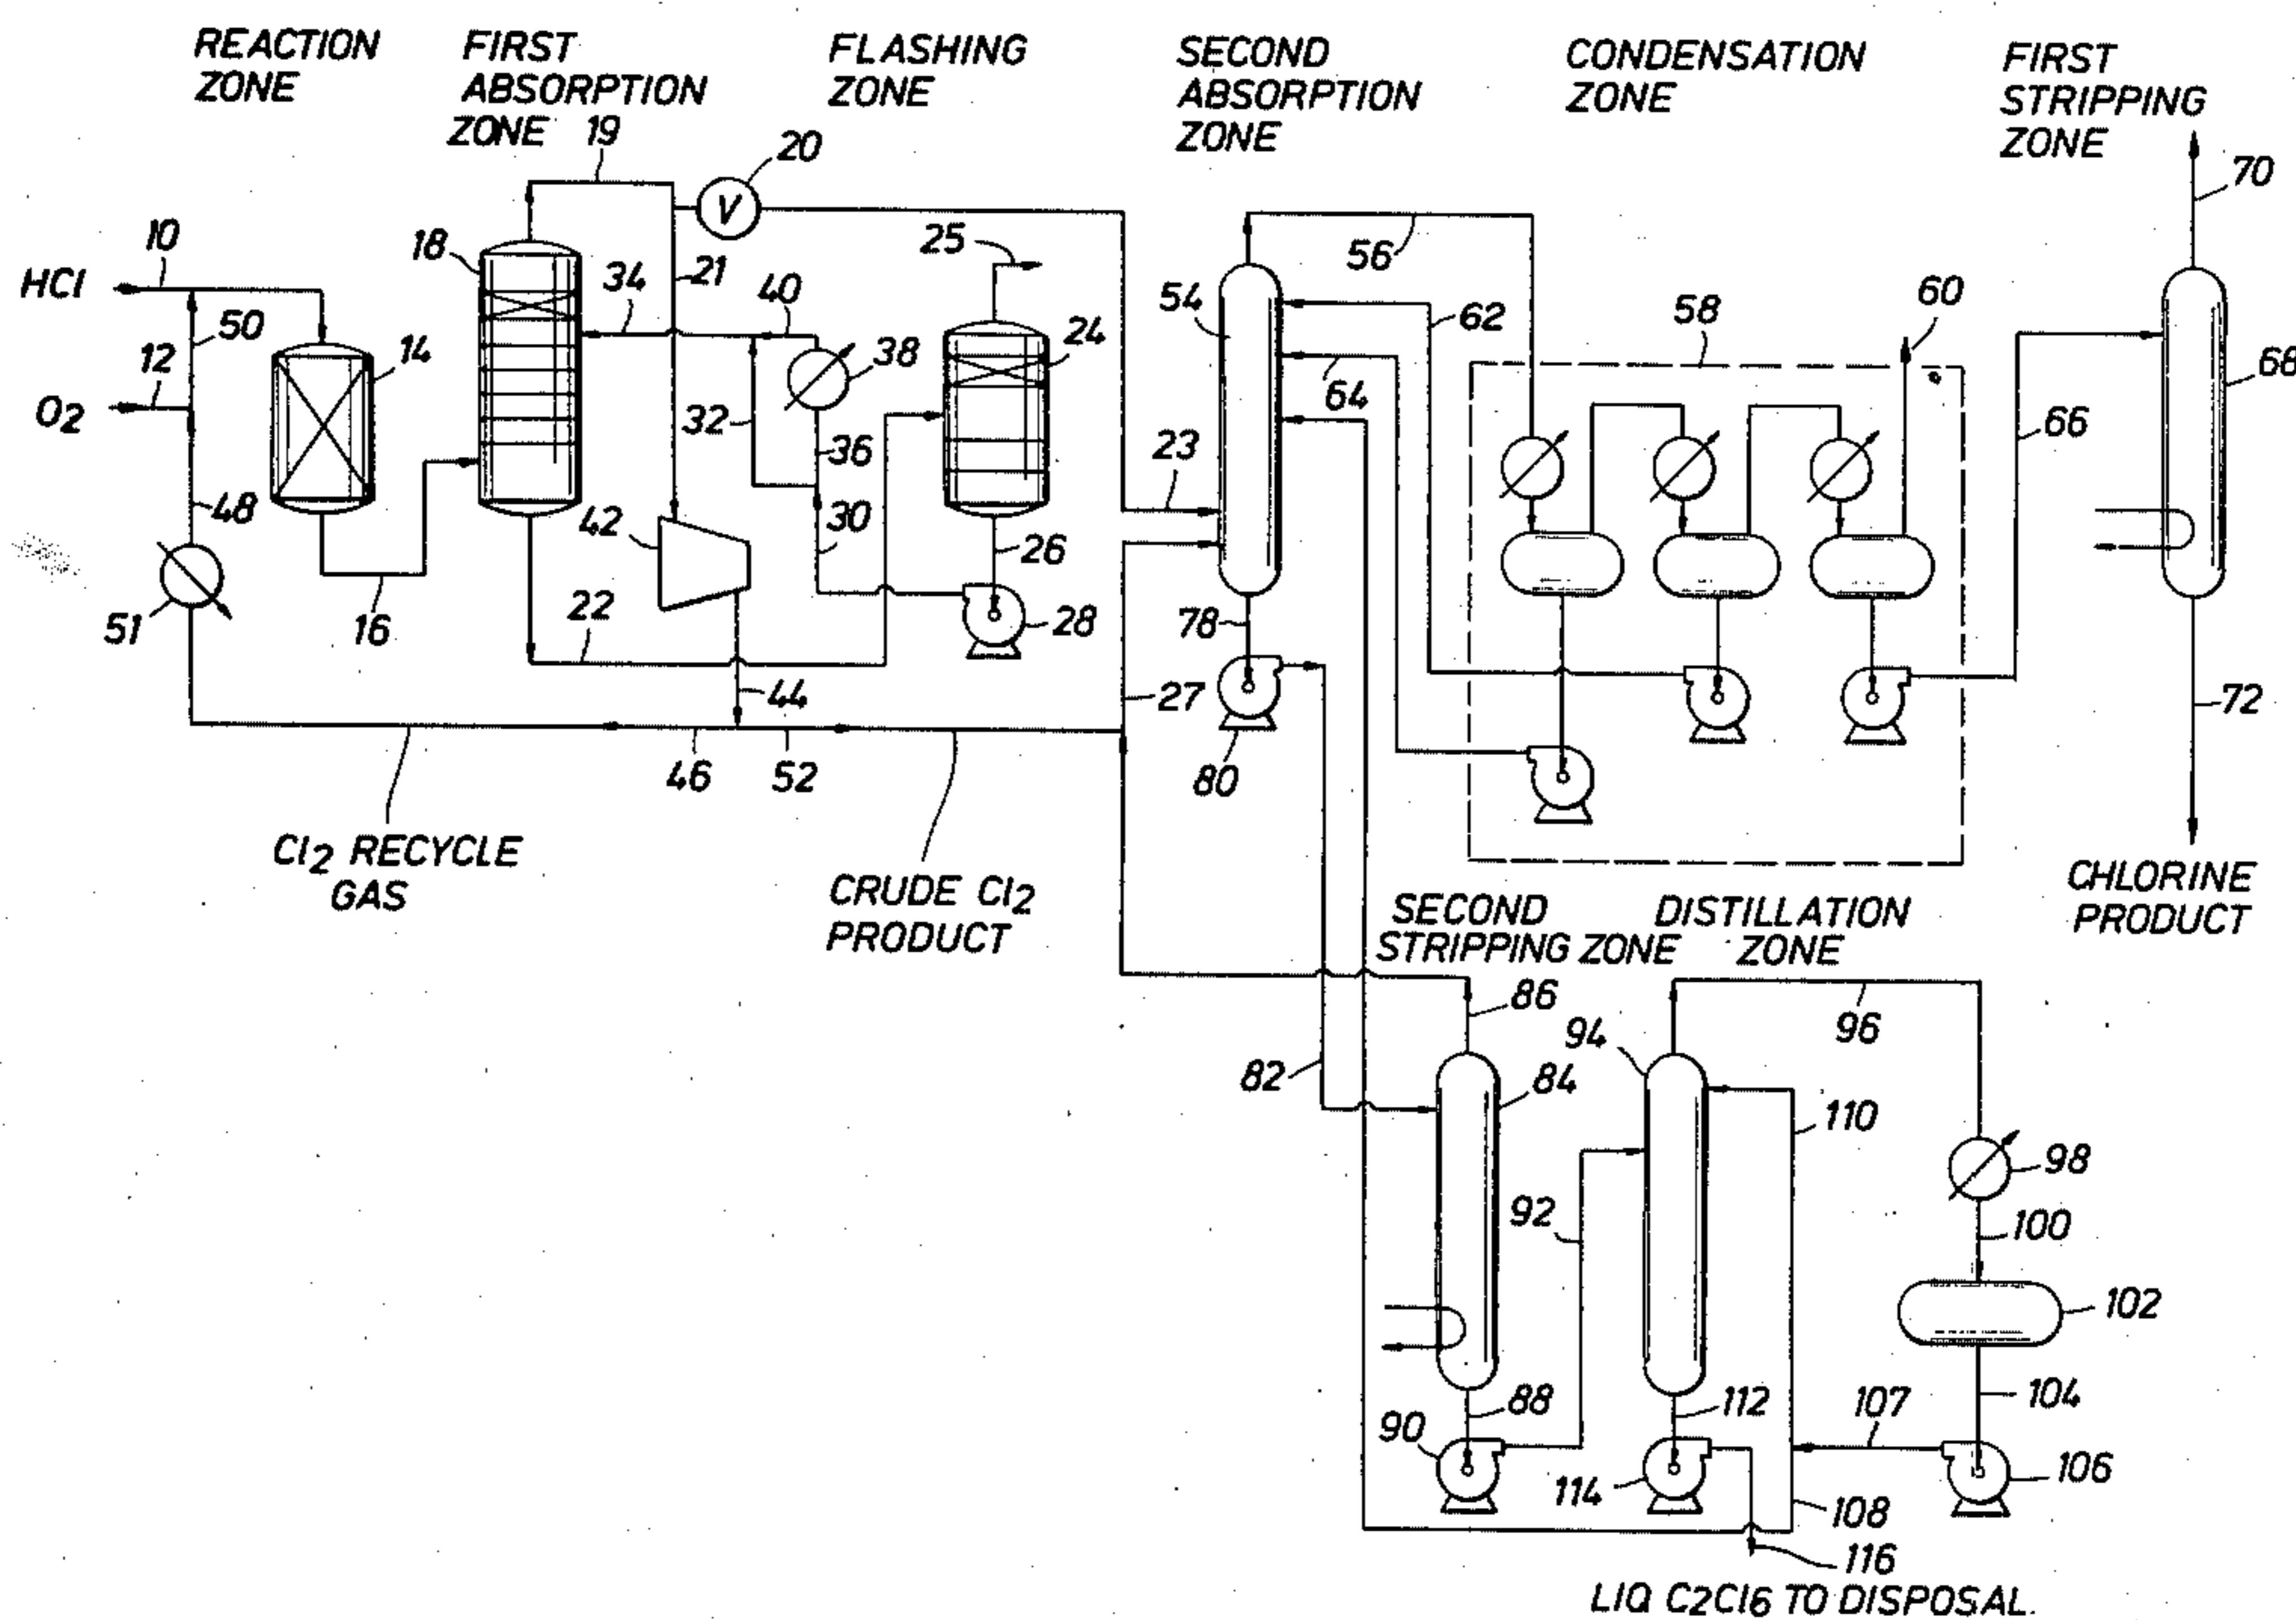 REACTION
ZONE
FIRST
ABSORPTION
ZONE
FLASHING
ZONE
SECOND
ABSORPTION
ZONE
CONDENSATION
ZONE
FIRST
STRIPPING
ZONE
19
20
70
10
18
25
56
HCl
34
21
40
54
62
58
60
50
12
14
38
24
68
O2
32
64
36
23
66
48
42
30
26
51
16
22
28
78
44
27
72
46
52
80
Cl2 RECYCLE
GAS
CRUDE Cl2
PRODUCT
CHLORINE
PRODUCT
SECOND
STRIPPING ZONE
DISTILLATION
ZONE
86
96
94
82
84
110
98
92
100
102
88
112
107
104
90
114
106
108
116
LIQ C2Cl6 TO DISPOSAL.
V